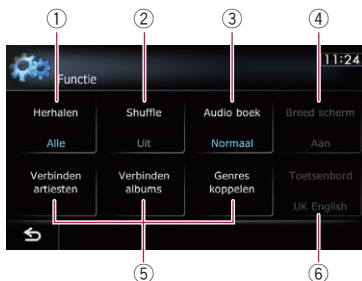 ① ② ③ ④
11:24
Functie
Herhalen Shuffle Audio boek Breed scherm
Alle Uit Normaal Aan
Verbinden artiesten Verbinden albums Genres koppelen Toetsenbord
UK English
⑤ ⑥